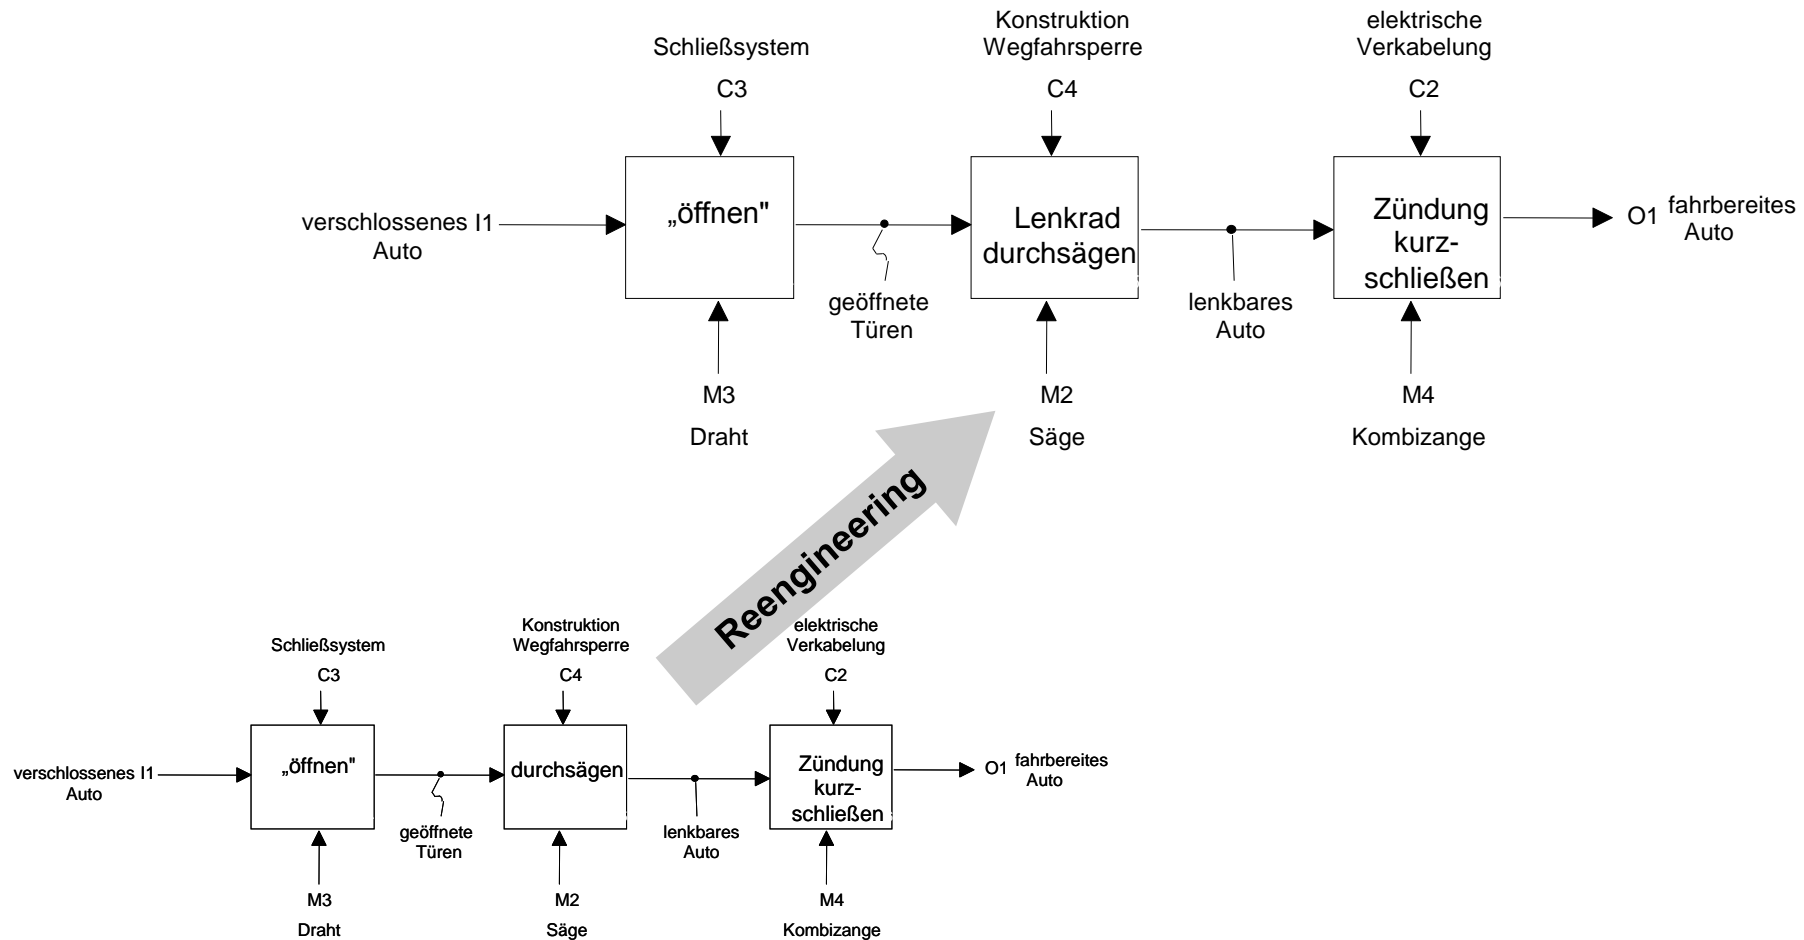 Konstruktion
Wegfahrsperre
elektrische
Verkabelung
Schließsystem
C3
C4
C2
„öffnen"
Lenkrad
durchsägen
Zündung
kurz-
schließen
verschlossenes I1
Auto
O1 fahrbereites
Auto
geöffnete
Türen
lenkbares
Auto
M3
M2
M4
Draht
Säge
Kombizange
Reengineering
Konstruktion
Wegfahrsperre
elektrische
Verkabelung
Schließsystem
C3
C4
C2
„öffnen"
durchsägen
Zündung
kurz-
schließen
verschlossenes I1
Auto
O1 fahrbereites
Auto
geöffnete
Türen
lenkbares
Auto
M3
M2
M4
Draht
Säge
Kombizange